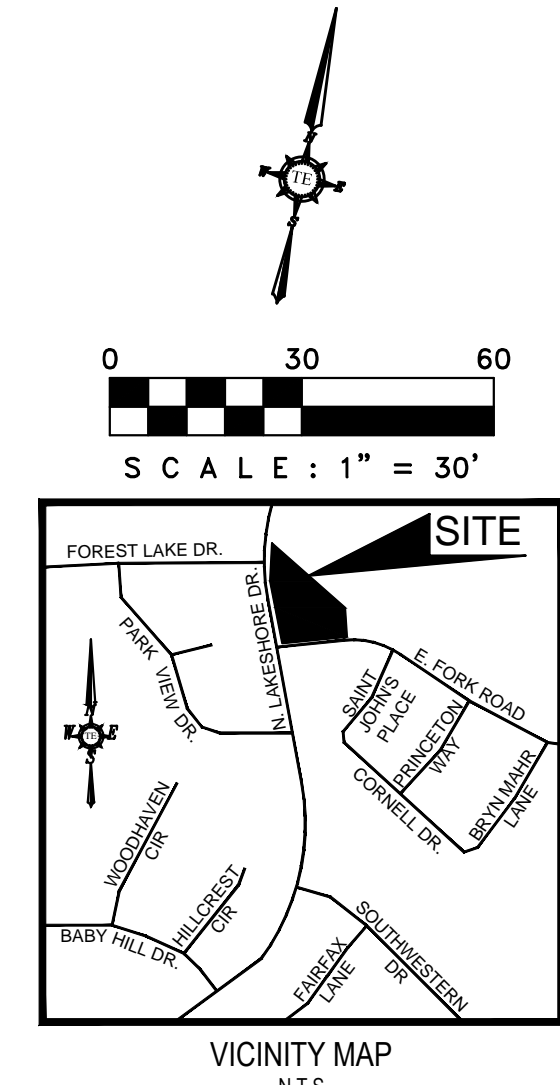 N
W TE E
S
0 30 60
SCALE: 1" = 30'
SITE
FOREST LAKE DR.
N. LAKESHORE DR.
PARK VIEW DR.
E. FORK ROAD
SAINT
JOHN'S
PLACE
PRINCETON
WAY
BRYN MAHR
LANE
CORNELL DR.
N
W TE E
S
WOODHAVEN
CIR
HILLCREST
CIR
BABY HILL DR.
SOUTHWESTERN
DR
FAIRFAX
LANE
VICINITY MAP
N.T.S.